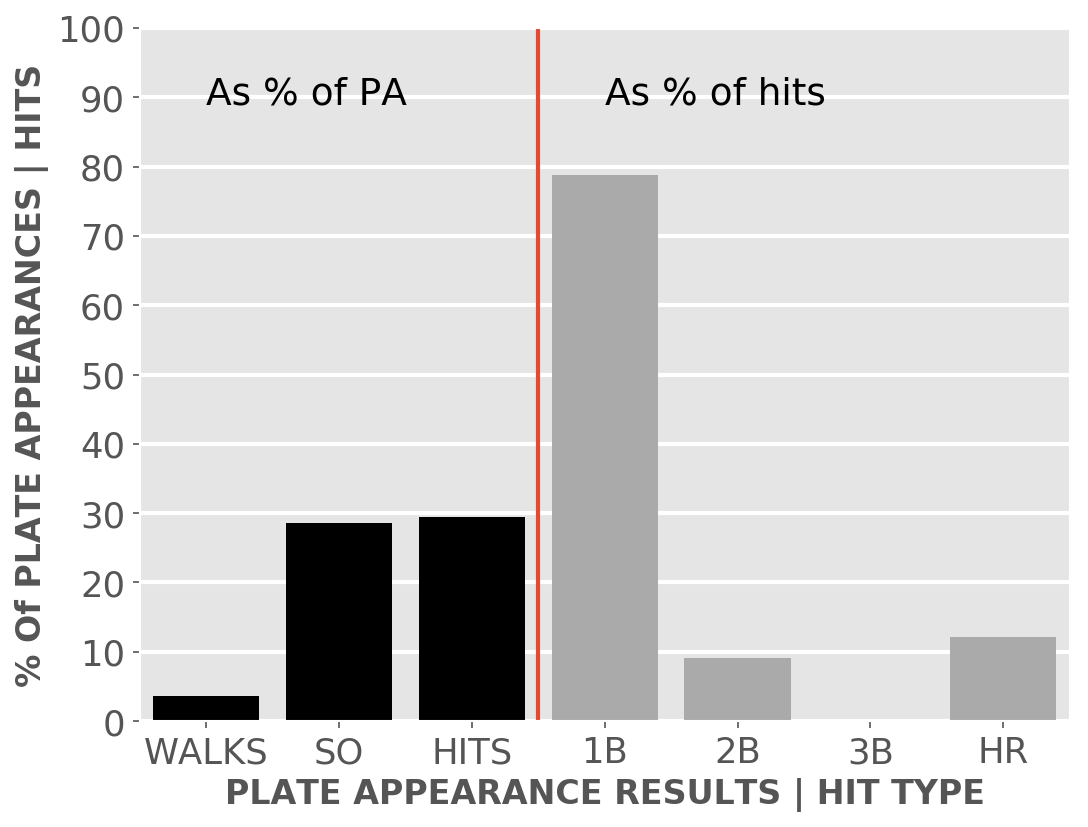 % Of PLATE APPEARANCES | HITS
100
90
80
70
60
50
40
30
20
10
0
As % of PA
As % of hits
WALKS SO HITS 1B 2B 3B HR
PLATE APPEARANCE RESULTS | HIT TYPE